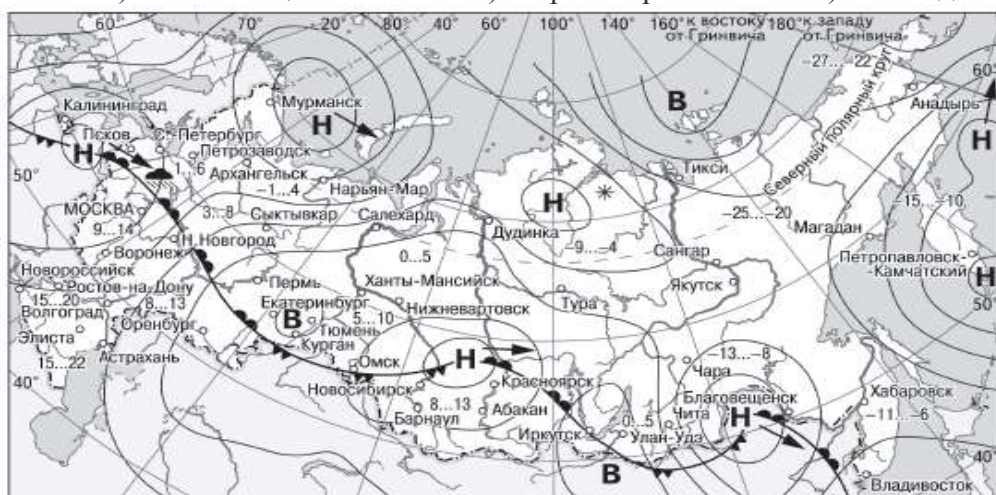 60° 70° 80° 70° 30° 40 60° 80° 100° 120° 140° 160° к востоку 180° к западу
от Гринвича от Гринвича
-27...-22
60°
Калининград
Мурманск
В
Анадырь
Северный полярный круг
Н
Псков
С.-Петербург
Н
Петрозаводск
1...6
Архангельск
-1...4
Нарьян-Мар
Н
Тикси
50°
МОСКВА
3...8
Сыктывкар
Салехард
Н
Дудинка
-25...-20
-15...-10
9...14
-9...-4
Магадан
Н.Новгород
0...5
Сангар
Воронеж
Петропавловск-
Камчатский
Новороссийск
Пермь
Ханты-Мансийск
Якутск
Н
Ростов-на-Дону
Екатеринбург
Нижневартовск
Тура
50°
15...20
8...13
В
5...10
Волгоград
Тюмень
Оренбург
Курган
Элиста
Омск
Н
-13...-8
Астрахань
15...22
Чара
Новосибирск
Красноярск
Хабаровск
40°
Благовещенск
8...13
Абакан
0...5
Чита
Н
-11...-6
Барнаул
Иркутск
Улан-Удэ
40°
В
Владивосток